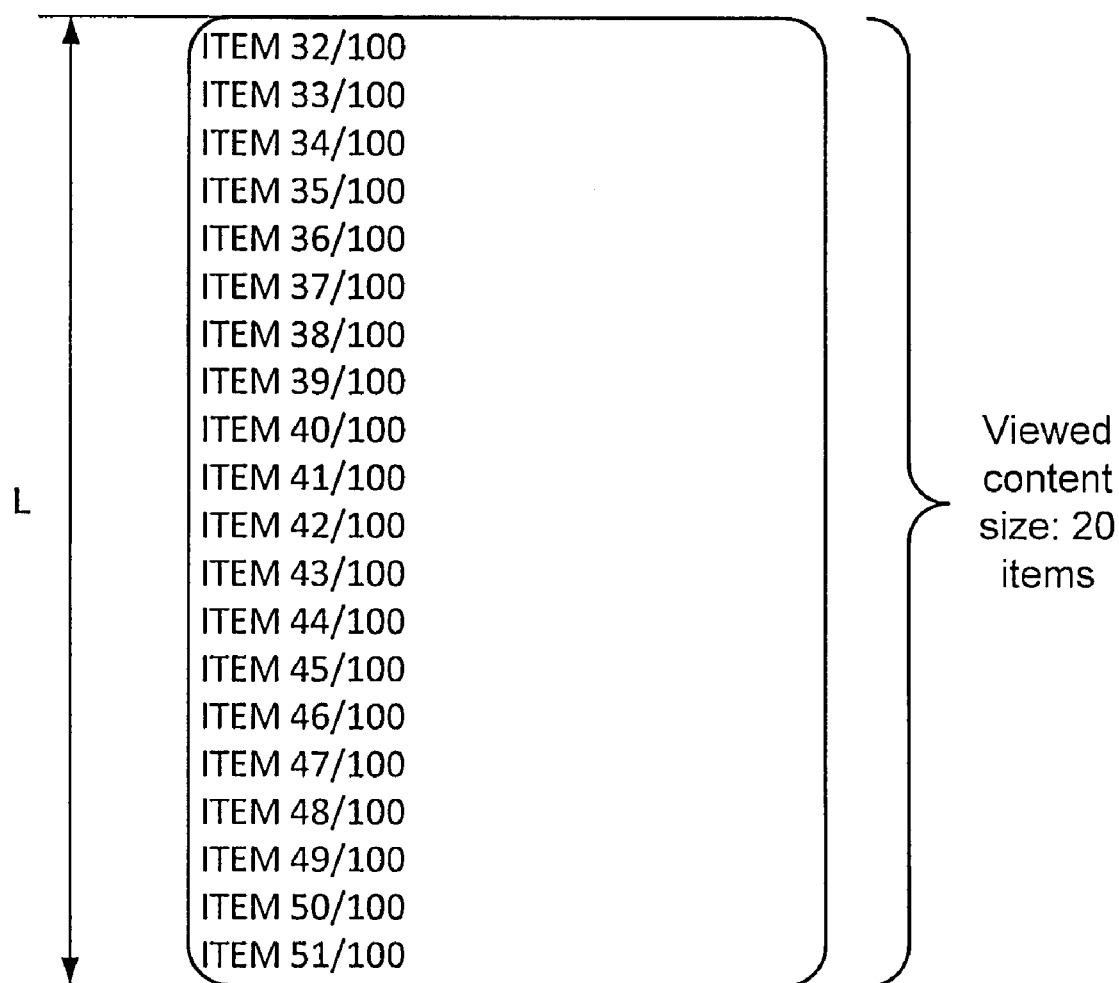 ITEM 32/100
ITEM 33/100
ITEM 34/100
ITEM 35/100
ITEM 36/100
ITEM 37/100
ITEM 38/100
ITEM 39/100
ITEM 40/100
ITEM 41/100
ITEM 42/100
ITEM 43/100
ITEM 44/100
ITEM 45/100
ITEM 46/100
ITEM 47/100
ITEM 48/100
ITEM 49/100
ITEM 50/100
ITEM 51/100
L
Viewed
content
size: 20
items